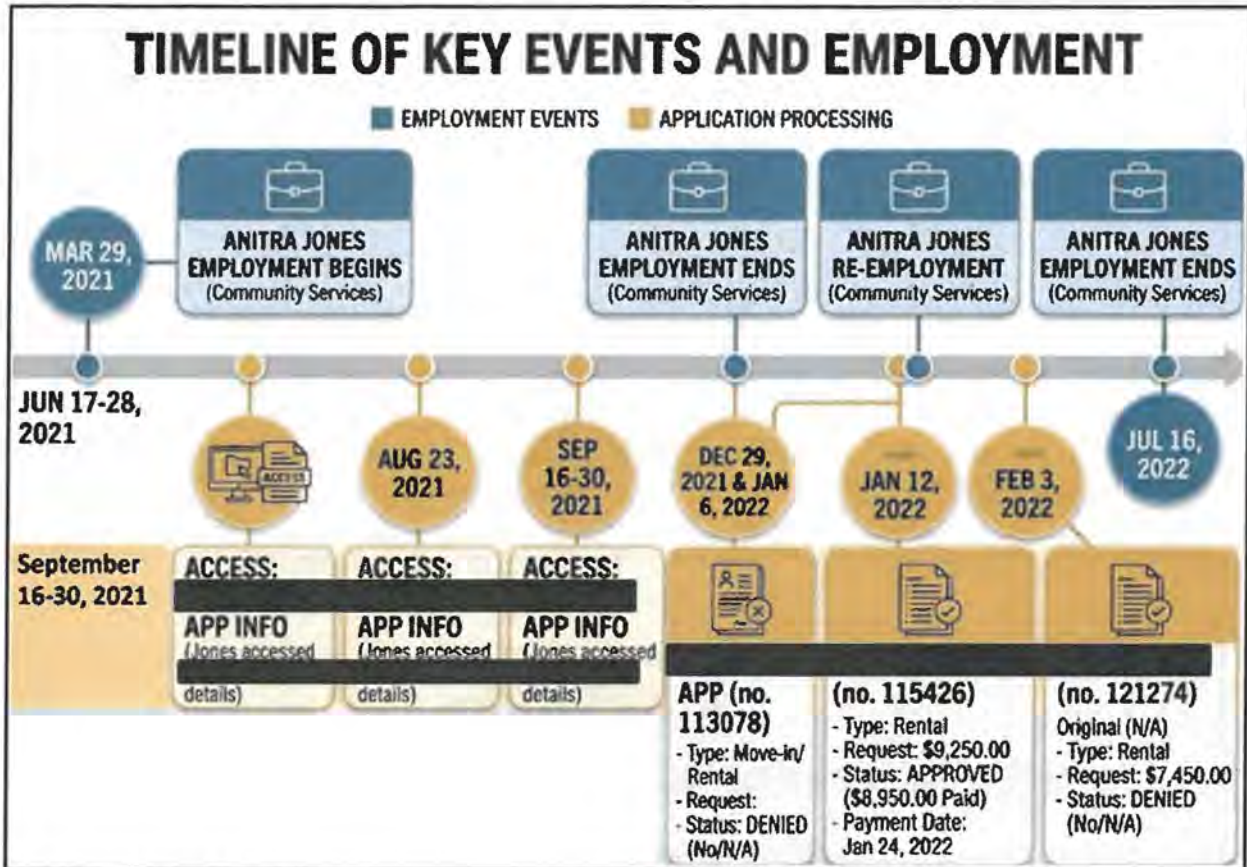 TIMELINE OF KEY EVENTS AND EMPLOYMENT
EMPLOYMENT EVENTS
APPLICATION PROCESSING
MAR 29,
2021
ANITRA JONES
EMPLOYMENT BEGINS
(Community Services)
ANITRA JONES
EMPLOYMENT ENDS
(Community Services)
ANITRA JONES
RE-EMPLOYMENT
(Community Services)
ANITRA JONES
EMPLOYMENT ENDS
(Community Services)
JUN 17-28,
2021
ACCESS
AUG 23,
2021
SEP
16-30,
2021
DEC 29,
2021 & JAN
6, 2022
JAN 12,
2022
FEB 3,
2022
JUL 16,
2022
September
16-30, 2021
ACCESS:
APP INFO
(Jones accessed
details)
ACCESS:
APP INFO
(Jones accessed
details)
ACCESS:
APP INFO
(Jones accessed
details)
APP (no.
113078)
- Type: Move-in/
Rental
- Request:
- Status: DENIED
(No/N/A)
(no. 115426)
- Type: Rental
- Request: $9,250.00
- Status: APPROVED
($8,950.00 Paid)
- Payment Date:
Jan 24, 2022
(no. 121274)
Original (N/A)
- Type: Rental
- Request: $7,450.00
- Status: DENIED
(No/N/A)